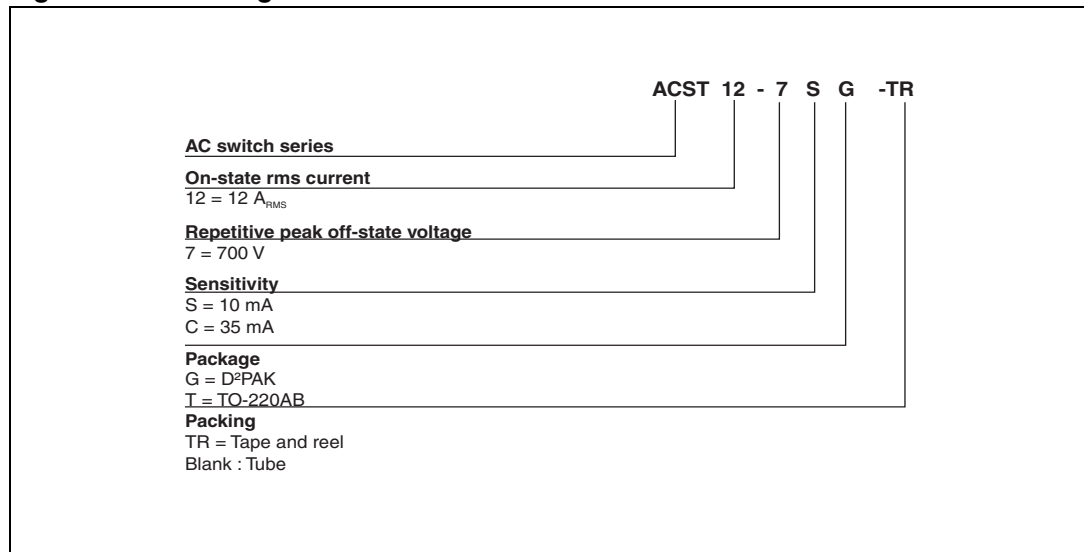 ACST 12 - 7 S G -TR
AC switch series
On-state rms current
12 = 12 ARMS
Repetitive peak off-state voltage
7 = 700 V
Sensitivity
S = 10 mA
C = 35 mA
Package
G = D²PAK
T = TO-220AB
Packing
TR = Tape and reel
Blank : Tube